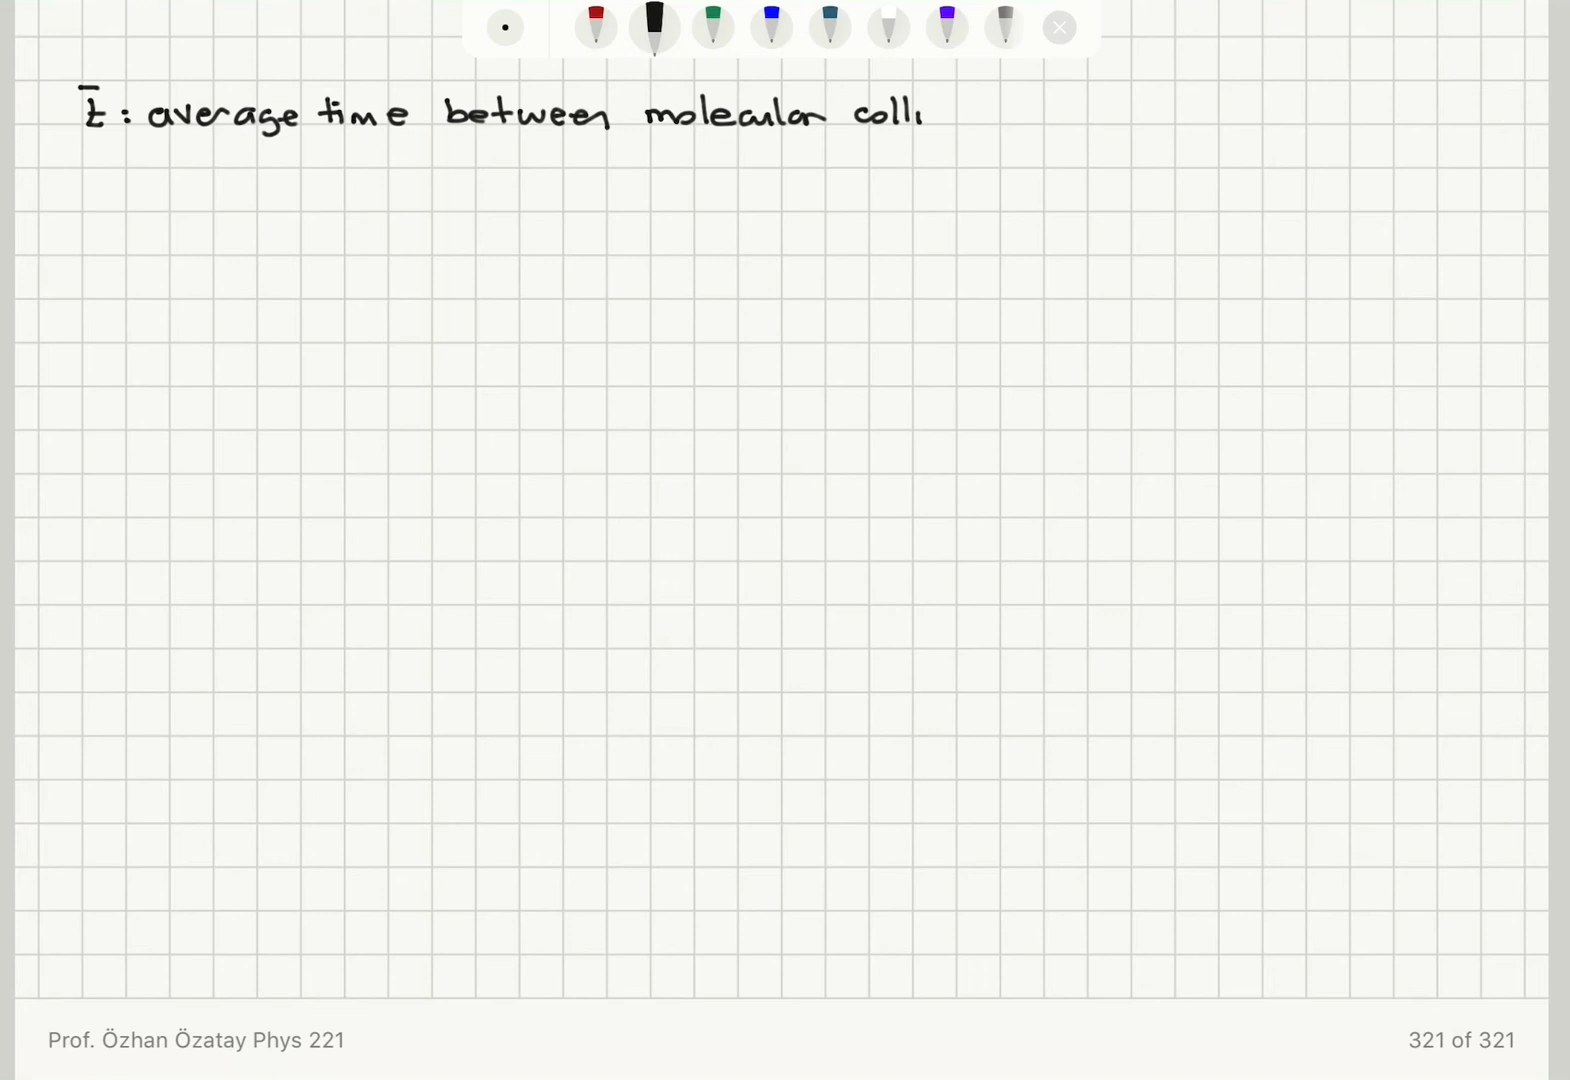 t̄ : average time between molecular colli
Prof. Özhan Özatay Phys 221
321 of 321